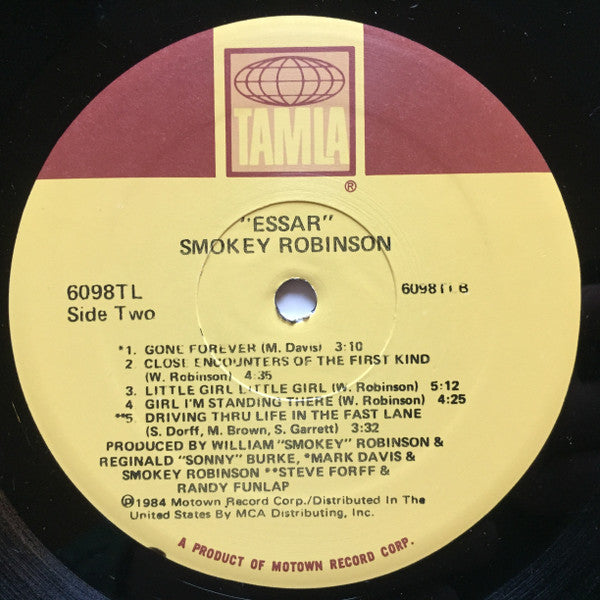 TAMLA
®
"ESSAR"
SMOKEY ROBINSON
6098TL
6098TLB
Side Two
*1. GONE FOREVER (M. Davis) 3:10
2 CLOSE ENCOUNTERS OF THE FIRST KIND
(W. Robinson) 4:35
3. LITTLE GIRL LITTLE GIRL (W. Robinson) 5:12
4 GIRL I'M STANDING THERE (W. Robinson) 4:25
**5. DRIVING THRU LIFE IN THE FAST LANE
(S. Dorff, M. Brown, S. Garrett) 3:32
PRODUCED BY WILLIAM "SMOKEY" ROBINSON &
REGINALD "SONNY" BURKE, *MARK DAVIS &
SMOKEY ROBINSON **STEVE FORFF &
RANDY FUNLAP
℗1984 Motown Record Corp./Distributed In The
United States By MCA Distributing, Inc.
A PRODUCT OF MOTOWN RECORD CORP.